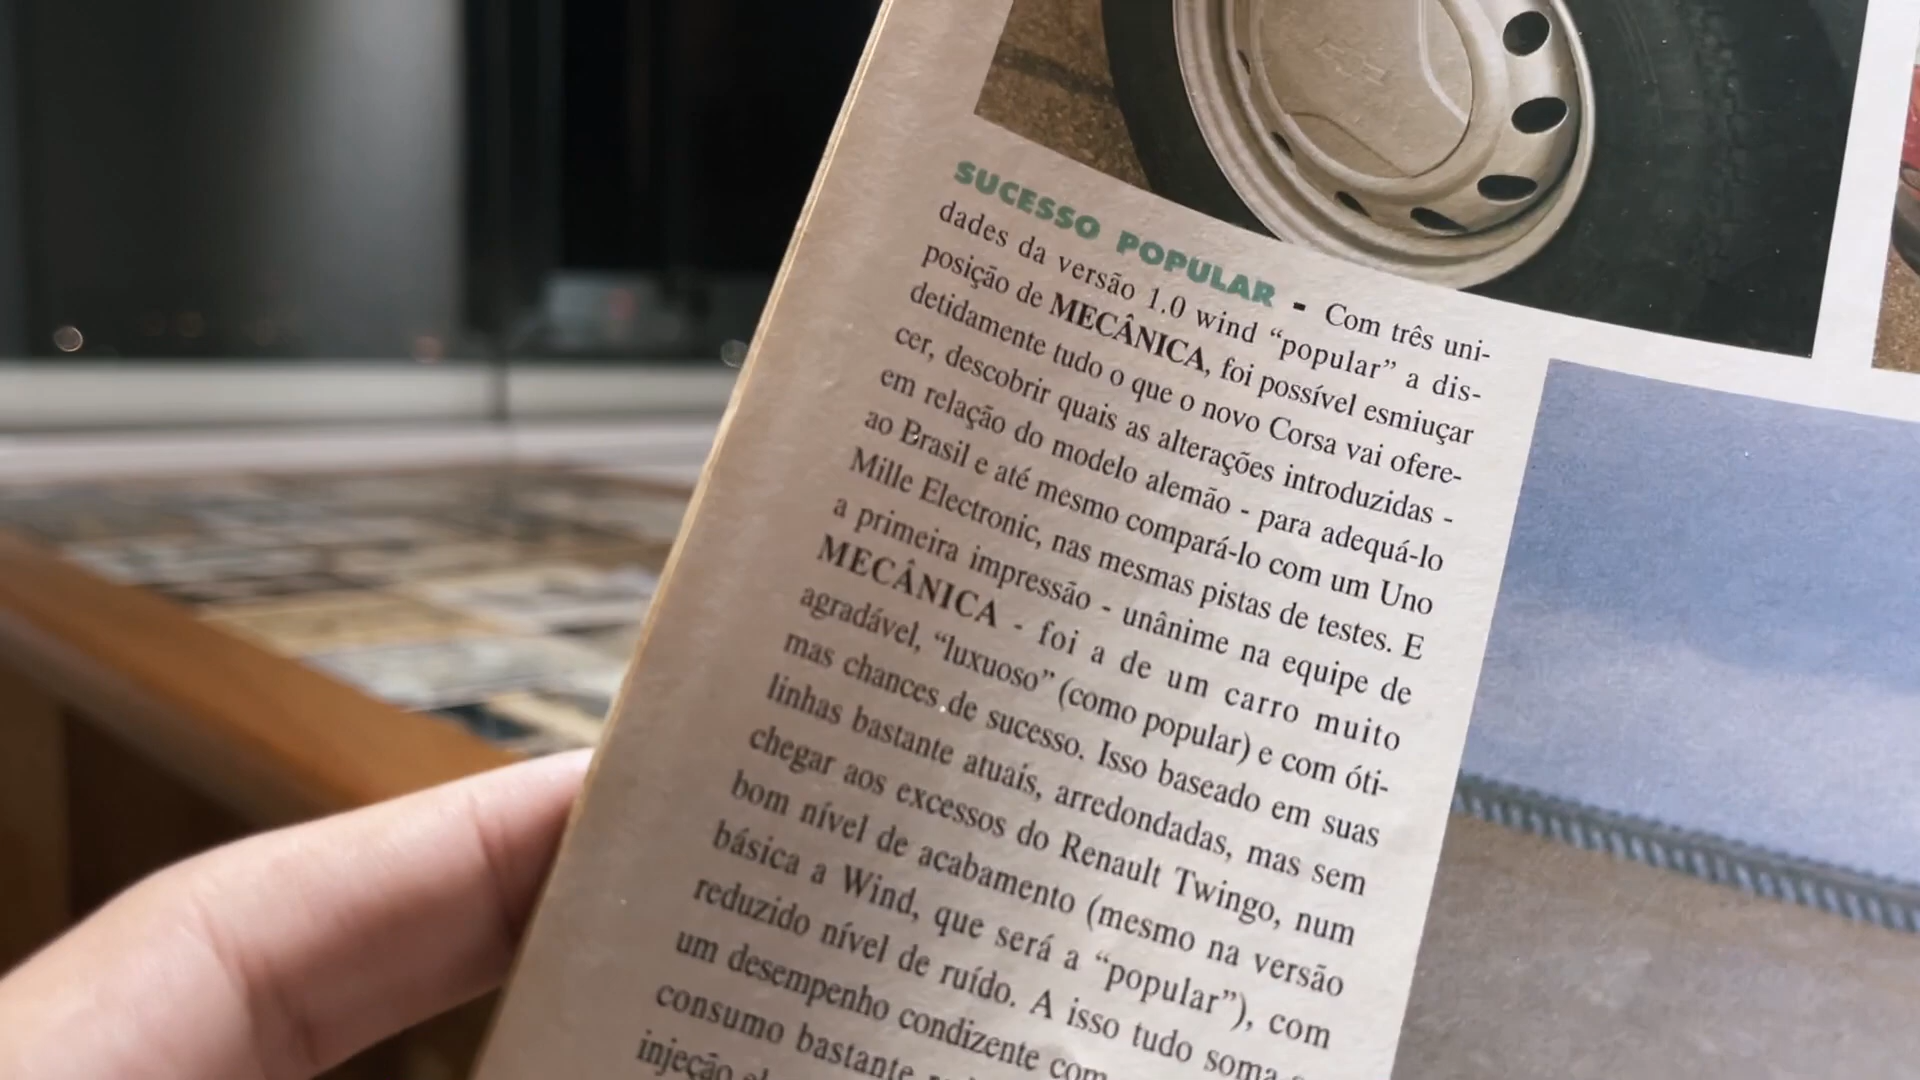 SUCESSO POPULAR - Com três uni-
dades da versão 1.0 wind “popular” a dis-
posição de MECÂNICA, foi possível esmiuçar
detidamente tudo o que o novo Corsa vai ofere-
cer, descobrir quais as alterações introduzidas -
em relação do modelo alemão - para adequá-lo
ao Brasil e até mesmo compará-lo com um Uno
Mille Electronic, nas mesmas pistas de testes. E
a primeira impressão - unânime na equipe de
MECÂNICA - foi a de um carro muito
agradável, “luxuoso” (como popular) e com óti-
mas chances de sucesso. Isso baseado em suas
linhas bastante atuais, arredondadas, mas sem
chegar aos excessos do Renault Twingo, num
bom nível de acabamento (mesmo na versão
básica a Wind, que será a “popular”), com
reduzido nível de ruído. A isso tudo soma
um desempenho condizente com
consumo bastante
injeção